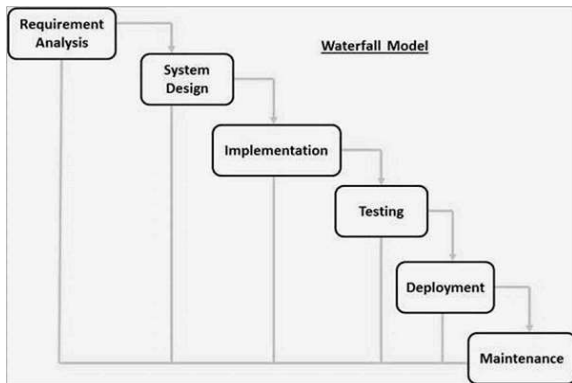 Requirement
Analysis
Waterfall Model
System
Design
Implementation
Testing
Deployment
Maintenance